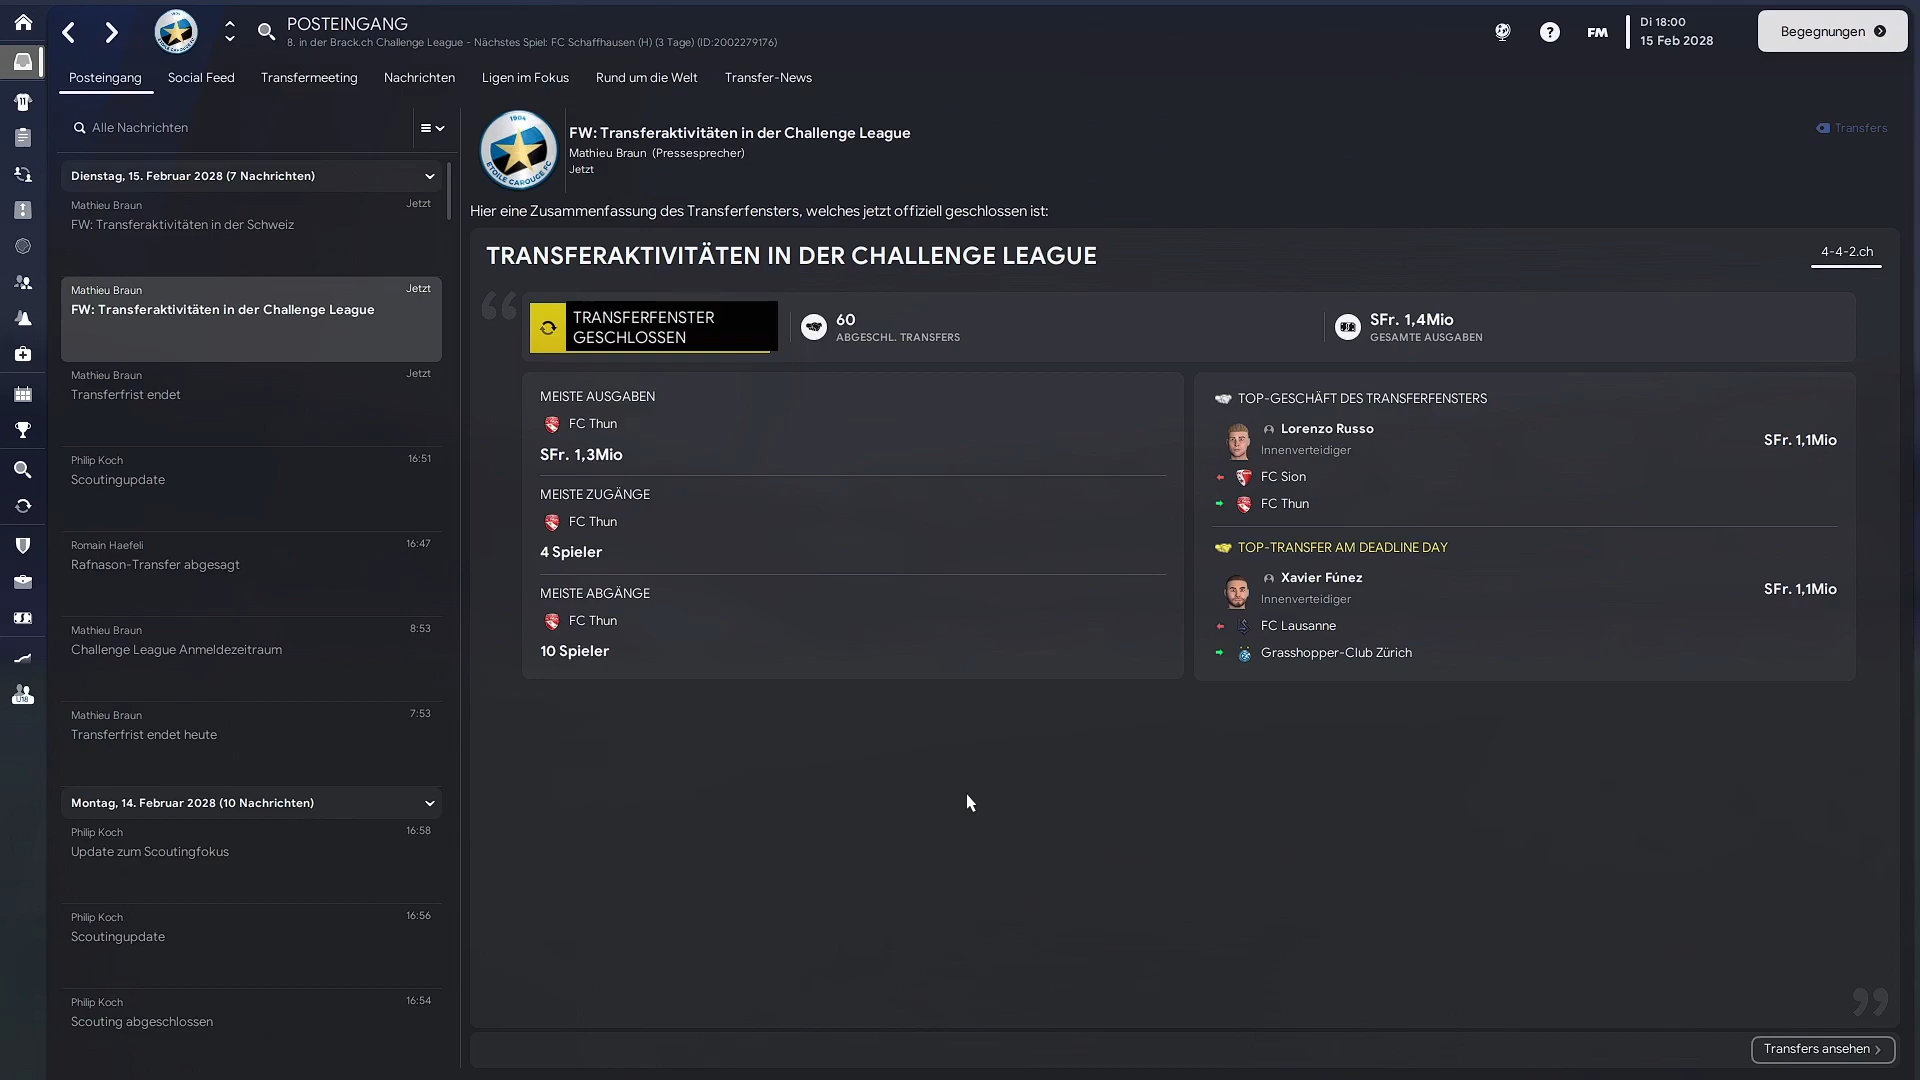 POSTEINGANG
8. in der Brack.ch Challenge League - Nächstes Spiel: FC Schaffhausen (H) (3 Tage) (ID:2002279176)
FM
Di 18:00
15 Feb 2028
Begegnungen
Posteingang
Social Feed
Transfermeeting
Nachrichten
Ligen im Fokus
Rund um die Welt
Transfer-News
Alle Nachrichten
Dienstag, 15. Februar 2028 (7 Nachrichten)
Mathieu Braun
Jetzt
FW: Transferaktivitäten in der Schweiz
Mathieu Braun
Jetzt
FW: Transferaktivitäten in der Challenge League
Mathieu Braun
Jetzt
Transferfrist endet
Philip Koch
16:51
Scoutingupdate
Romain Haefeli
16:47
Rafnason-Transfer abgesagt
Mathieu Braun
8:53
Challenge League Anmeldezeitraum
Mathieu Braun
7:53
Transferfrist endet heute
Montag, 14. Februar 2028 (10 Nachrichten)
Philip Koch
16:58
Update zum Scoutingfokus
Philip Koch
16:56
Scoutingupdate
Philip Koch
16:54
Scouting abgeschlossen
U18
1904
ETOILE CAROUGE FC
FW: Transferaktivitäten in der Challenge League
Mathieu Braun (Pressesprecher)
Jetzt
Transfers
Hier eine Zusammenfassung des Transferfensters, welches jetzt offiziell geschlossen ist:
TRANSFERAKTIVITÄTEN IN DER CHALLENGE LEAGUE
4-4-2.ch
TRANSFERFENSTER
GESCHLOSSEN
60
ABGESCHL. TRANSFERS
SFr. 1,4Mio
GESAMTE AUSGABEN
MEISTE AUSGABEN
FC Thun
SFr. 1,3Mio
MEISTE ZUGÄNGE
FC Thun
4 Spieler
MEISTE ABGÄNGE
FC Thun
10 Spieler
TOP-GESCHÄFT DES TRANSFERFENSTERS
Lorenzo Russo
Innenverteidiger
SFr. 1,1Mio
FC Sion
FC Thun
TOP-TRANSFER AM DEADLINE DAY
Xavier Fúnez
Innenverteidiger
SFr. 1,1Mio
FC Lausanne
Grasshopper-Club Zürich
Transfers ansehen